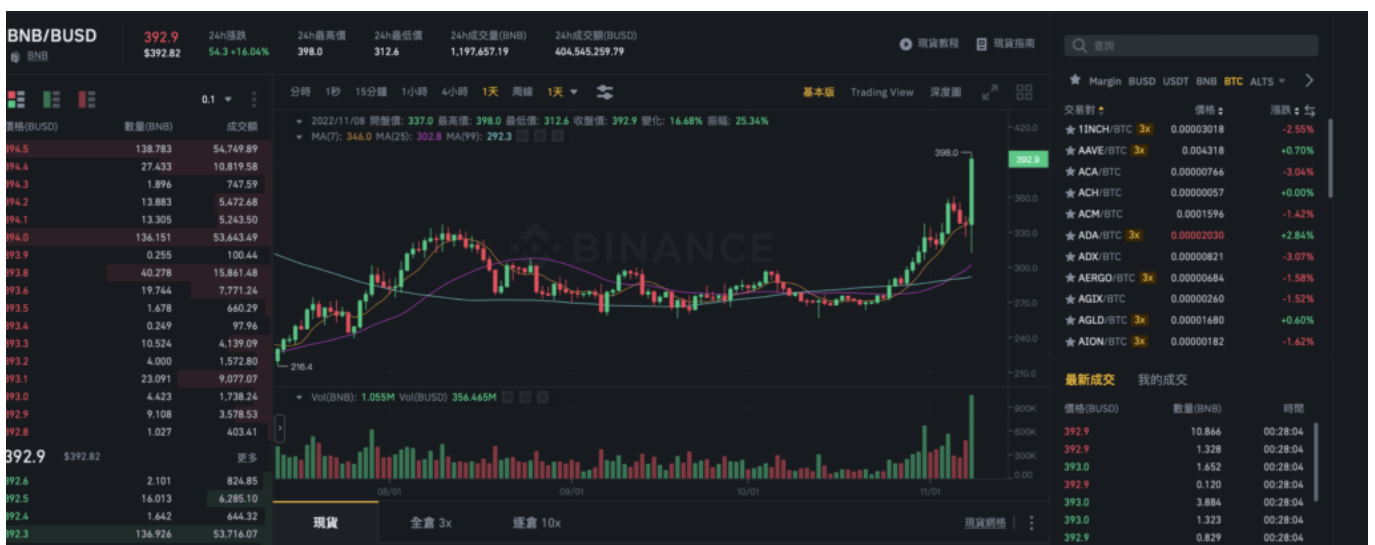 BNB/BUSD
BNB
392.9
$392.82
24h漲跌
54.3 +16.04%
24h最高價
398.0
24h最低價
312.6
24h成交量(BNB)
1,197,657.19
24h成交額(BUSD)
404,545,259.79
現貨教程 現貨指南
0.1
價格(BUSD) 數量(BNB) 成交額
394.5 138.783 54,749.89
394.4 27.433 10,819.58
394.3 1.896 747.59
394.2 13.883 5,472.68
394.1 13.305 5,243.50
394.0 136.151 53,643.49
393.9 0.255 100.44
393.8 40.278 15,861.48
393.6 19.744 7,771.24
393.5 1.678 660.29
393.4 0.249 97.96
393.3 10.524 4,139.09
393.2 4.000 1,572.80
393.1 23.091 9,077.07
393.0 4.423 1,738.24
392.9 9.108 3,578.53
392.8 1.027 403.41
392.9 $392.82 更多
392.6 2.101 824.85
392.5 16.013 6,285.10
392.4 1.642 644.32
392.3 136.926 53,716.07
分時 1秒 15分鐘 1小時 4小時 1天 周線 1天
基本版 Trading View 深度圖
2022/11/08 開盤價: 337.0 最高價: 398.0 最低價: 312.6 收盤價: 392.9 變化: 16.68% 振幅: 25.34%
MA(7): 346.0 MA(25): 302.8 MA(99): 292.3
420.0
398.0
392.9
360.0
330.0
300.0
270.0
240.0
210.0
216.4
BINANCE
Vol(BNB): 1.055M Vol(BUSD) 356.465M
900K
600K
300K
0.00
08/01 09/01 10/01 11/01
現貨 全倉 3x 逐倉 10x
現貨網格
查詢
Margin BUSD USDT BNB BTC ALTS
交易對 價格 漲跌
1INCH/BTC 3x 0.00003018 -2.55%
AAVE/BTC 3x 0.004318 +0.70%
ACA/BTC 0.00000766 -3.04%
ACH/BTC 0.00000057 +0.00%
ACM/BTC 0.0001596 -1.42%
ADA/BTC 3x 0.00002030 +2.84%
ADX/BTC 0.00000821 -3.07%
AERGO/BTC 3x 0.00000684 -1.58%
AGIX/BTC 0.00000260 -1.52%
AGLD/BTC 3x 0.00001680 +0.60%
AION/BTC 3x 0.00000182 -1.62%
最新成交 我的成交
價格(BUSD) 數量(BNB) 時間
392.9 10.866 00:28:04
392.9 1.328 00:28:04
393.0 1.652 00:28:04
392.9 0.120 00:28:04
393.0 3.884 00:28:04
393.0 1.323 00:28:04
392.9 0.829 00:28:04